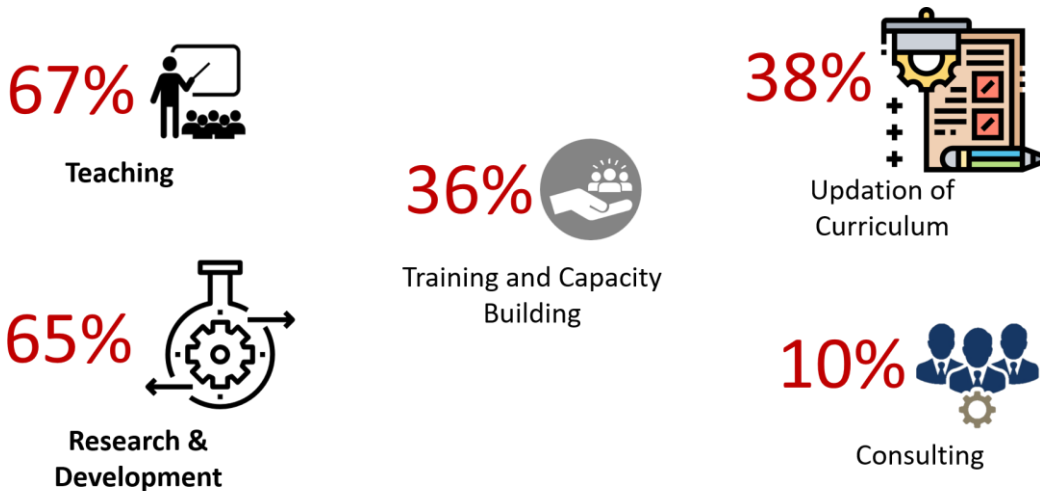 67%
Teaching
65%
Research &
Development
36%
Training and Capacity
Building
38%
Updation of
Curriculum
10%
Consulting